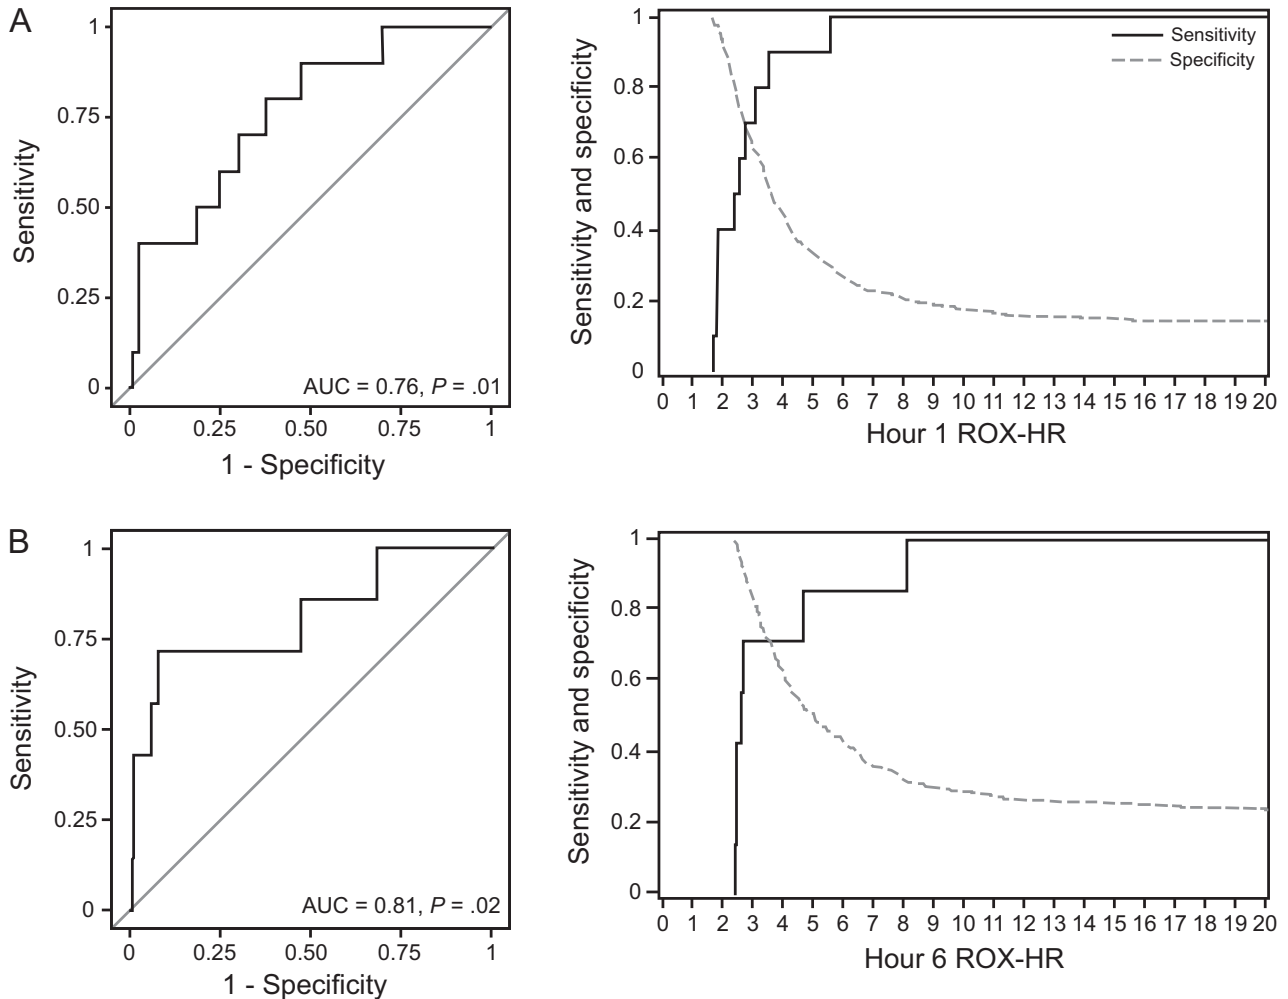 A
1
0.75
0.50
0.25
0
Sensitivity
AUC = 0.76, P = .01
0 0.25 0.50 0.75 1
1 - Specificity
1
0.8
0.6
0.4
0.2
0
Sensitivity and specificity
Sensitivity
Specificity
0 1 2 3 4 5 6 7 8 9 10 11 12 13 14 15 16 17 18 19 20
Hour 1 ROX-HR
B
1
0.75
0.50
0.25
0
Sensitivity
AUC = 0.81, P = .02
0 0.25 0.50 0.75 1
1 - Specificity
1
0.8
0.6
0.4
0.2
0
Sensitivity and specificity
0 1 2 3 4 5 6 7 8 9 10 11 12 13 14 15 16 17 18 19 20
Hour 6 ROX-HR